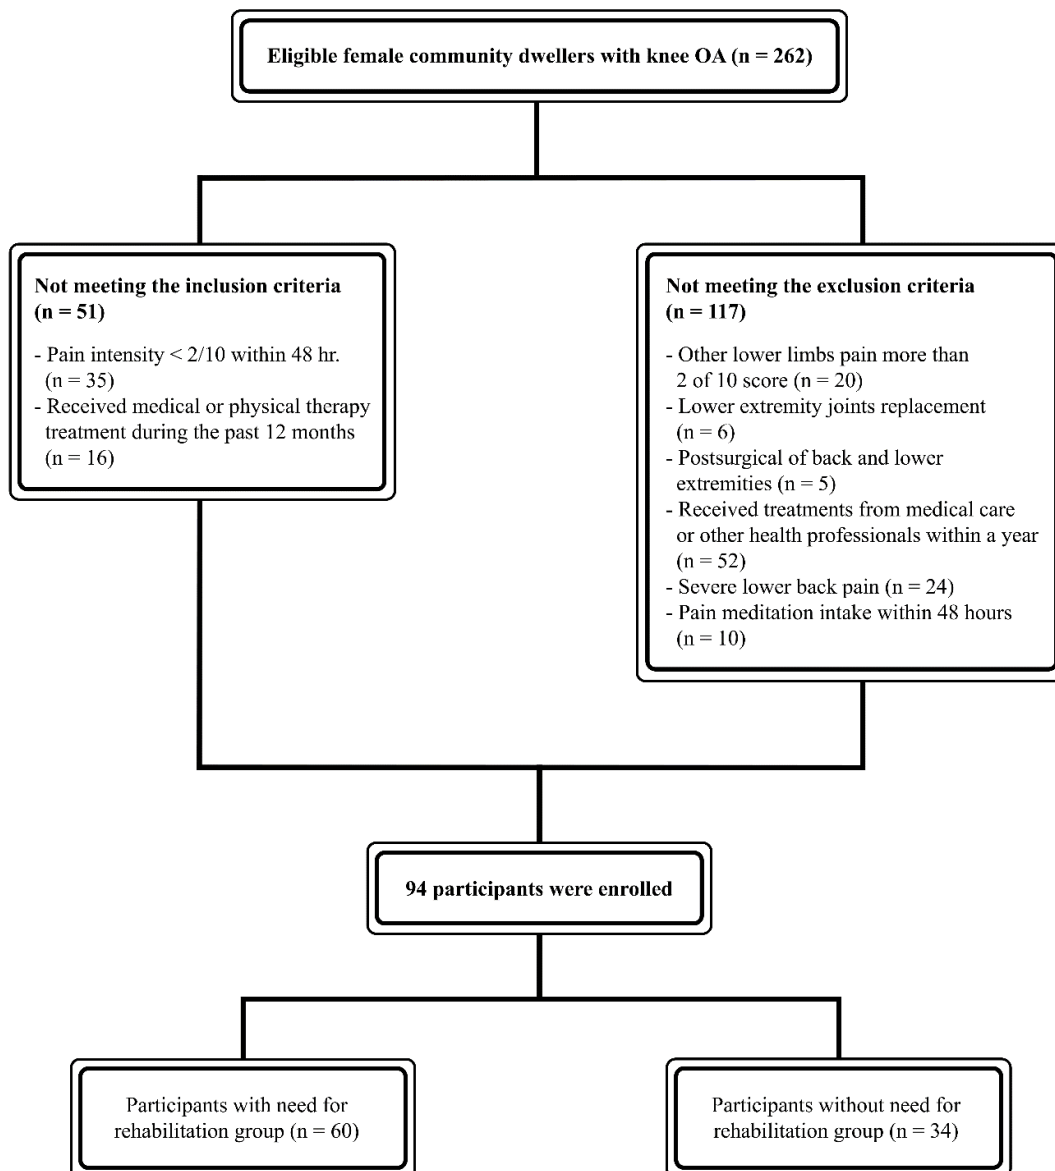 Eligible female community dwellers with knee OA (n = 262)
Not meeting the inclusion criteria
(n = 51)
- Pain intensity < 2/10 within 48 hr.
(n = 35)
- Received medical or physical therapy
treatment during the past 12 months
(n = 16)
Not meeting the exclusion criteria
(n = 117)
- Other lower limbs pain more than
2 of 10 score (n = 20)
- Lower extremity joints replacement
(n = 6)
- Postsurgical of back and lower
extremities (n = 5)
- Received treatments from medical care
or other health professionals within a year
(n = 52)
- Severe lower back pain (n = 24)
- Pain meditation intake within 48 hours
(n = 10)
94 participants were enrolled
Participants with need for
rehabilitation group (n = 60)
Participants without need for
rehabilitation group (n = 34)